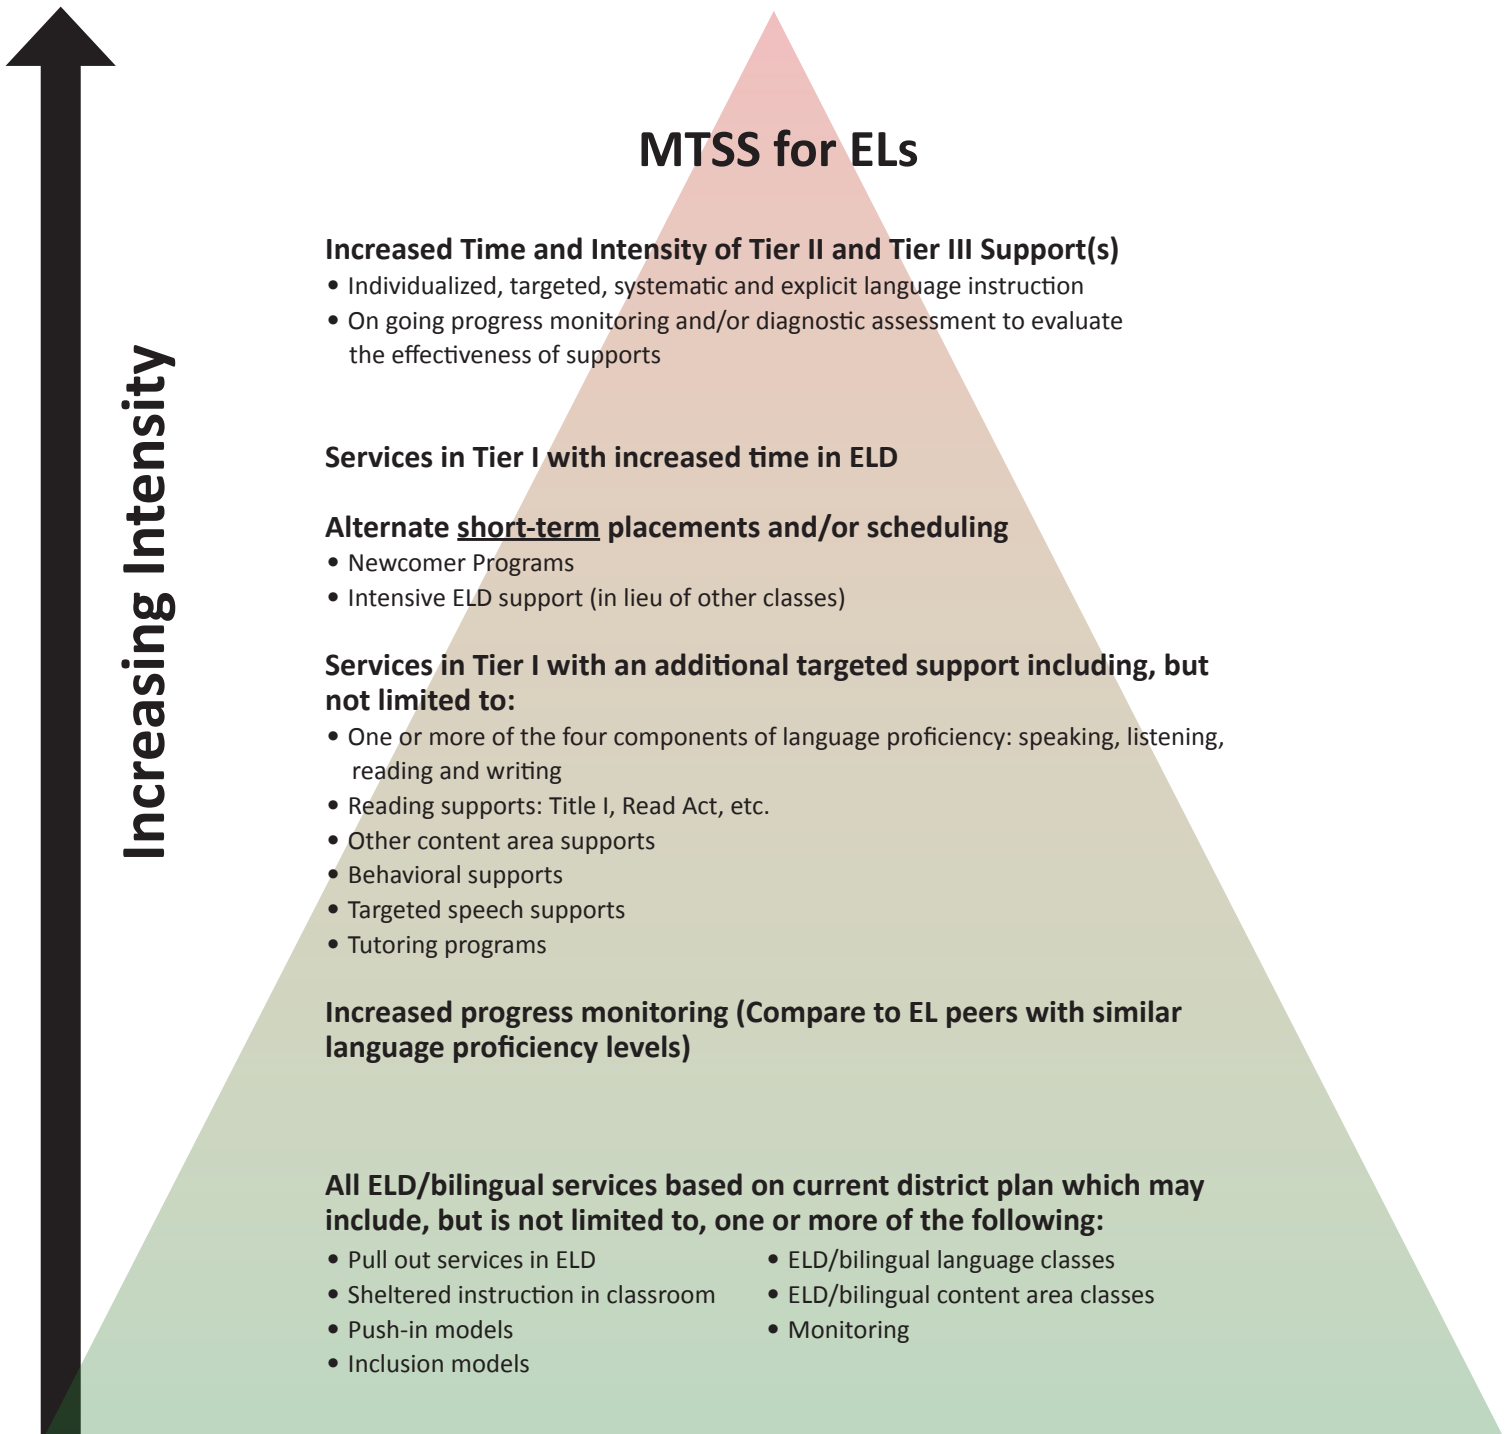 MTSS for ELs
Increasing Intensity
Increased Time and Intensity of Tier II and Tier III Support(s)
• Individualized, targeted, systematic and explicit language instruction
• On going progress monitoring and/or diagnostic assessment to evaluate
the effectiveness of supports
Services in Tier I with increased time in ELD
Alternate short-term placements and/or scheduling
• Newcomer Programs
• Intensive ELD support (in lieu of other classes)
Services in Tier I with an additional targeted support including, but
not limited to:
• One or more of the four components of language proficiency: speaking, listening,
reading and writing
• Reading supports: Title I, Read Act, etc.
• Other content area supports
• Behavioral supports
• Targeted speech supports
• Tutoring programs
Increased progress monitoring (Compare to EL peers with similar
language proficiency levels)
All ELD/bilingual services based on current district plan which may
include, but is not limited to, one or more of the following:
• Pull out services in ELD
• Sheltered instruction in classroom
• Push-in models
• Inclusion models
• ELD/bilingual language classes
• ELD/bilingual content area classes
• Monitoring